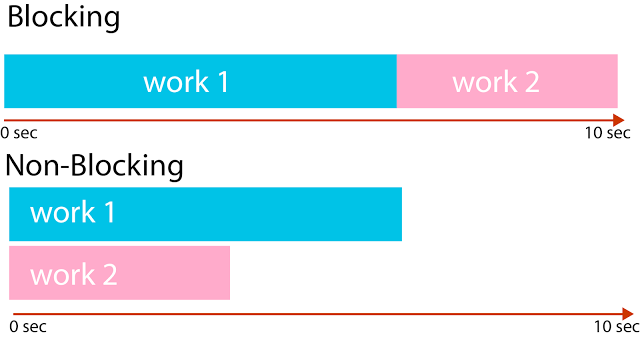 Blocking
work 1 work 2
0 sec 10 sec
Non-Blocking
work 1
work 2
0 sec 10 sec